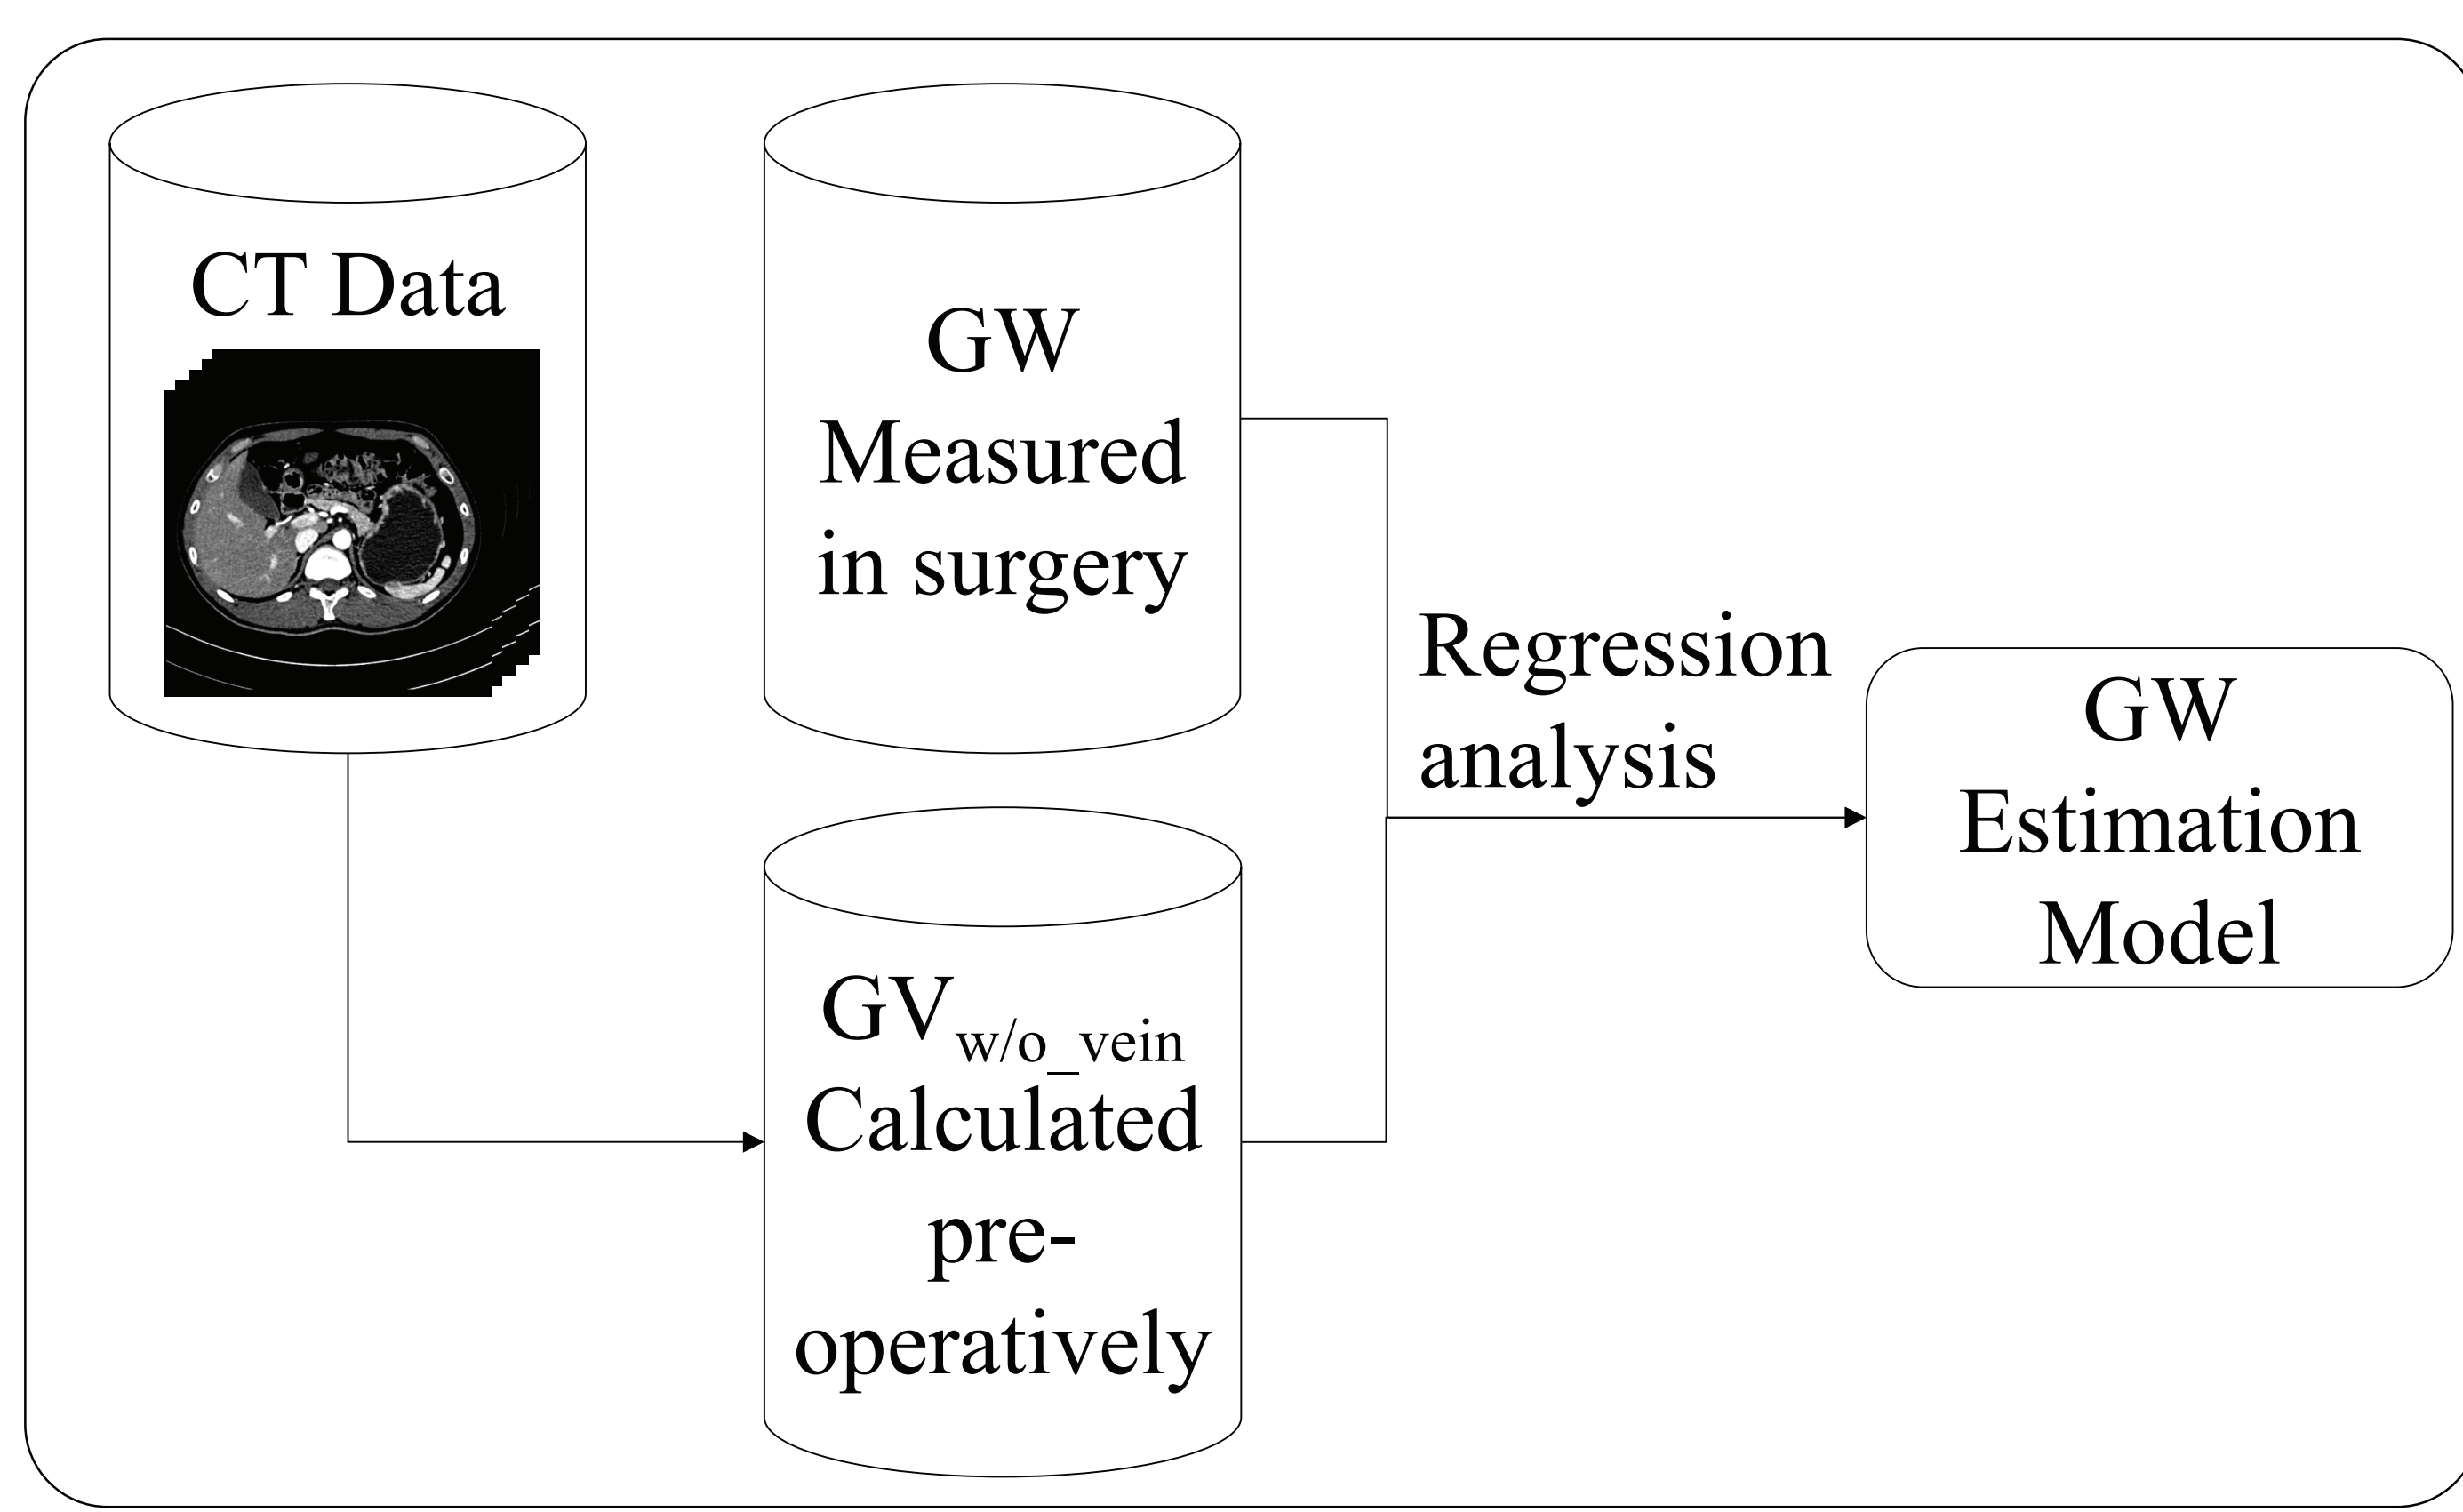 CT Data
GW
Measured
in surgery
Regression
analysis
GW
Estimation
Model
GVw/o_vein
Calculated
pre-
operatively